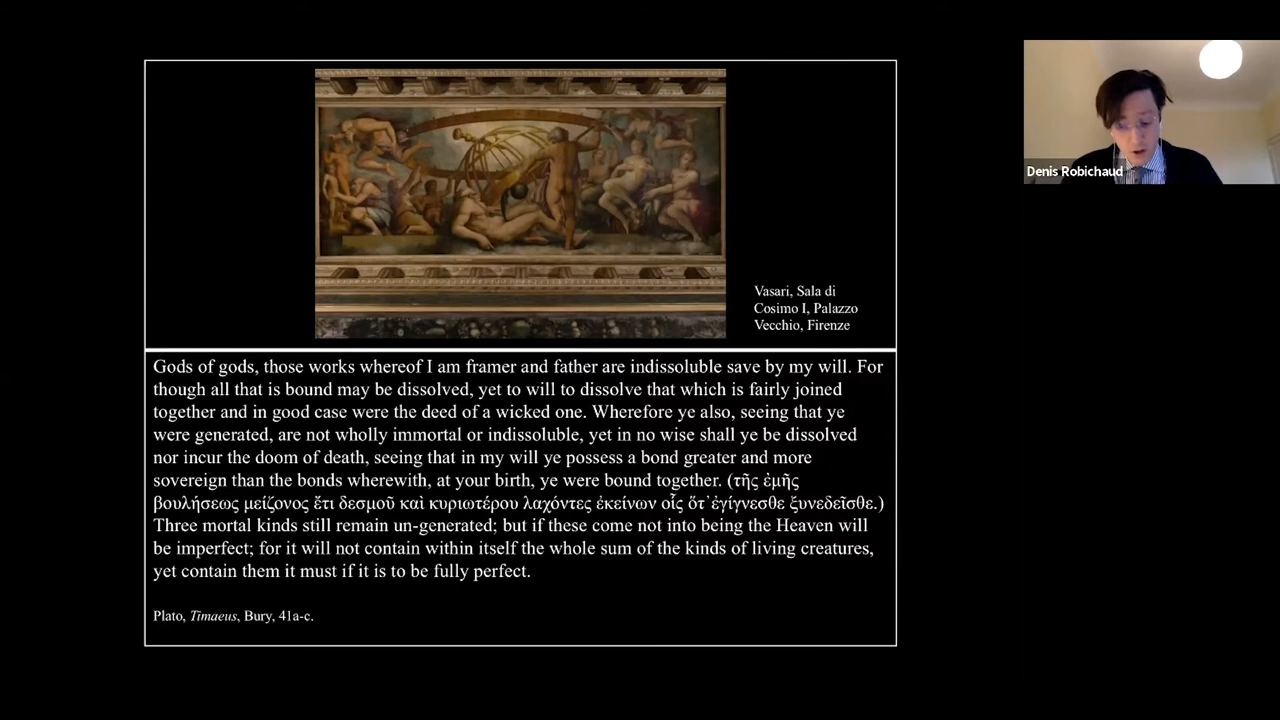 Denis Robichaud
Vasari, Sala di
Cosimo I, Palazzo
Vecchio, Firenze
Gods of gods, those works whereof I am framer and father are indissoluble save by my will. For
though all that is bound may be dissolved, yet to will to dissolve that which is fairly joined
together and in good case were the deed of a wicked one. Wherefore ye also, seeing that ye
were generated, are not wholly immortal or indissoluble, yet in no wise shall ye be dissolved
nor incur the doom of death, seeing that in my will ye possess a bond greater and more
sovereign than the bonds wherewith, at your birth, ye were bound together. (τῆς ἐμῆς
βουλήσεως μείζονος ἔτι δεσμοῦ καὶ κυριωτέρου λαχόντες ἐκείνων οἷς ὅτ᾽ἐγίγνεσθε ξυνεδεῖσθε.)
Three mortal kinds still remain un-generated; but if these come not into being the Heaven will
be imperfect; for it will not contain within itself the whole sum of the kinds of living creatures,
yet contain them it must if it is to be fully perfect.
Plato, Timaeus, Bury, 41a-c.